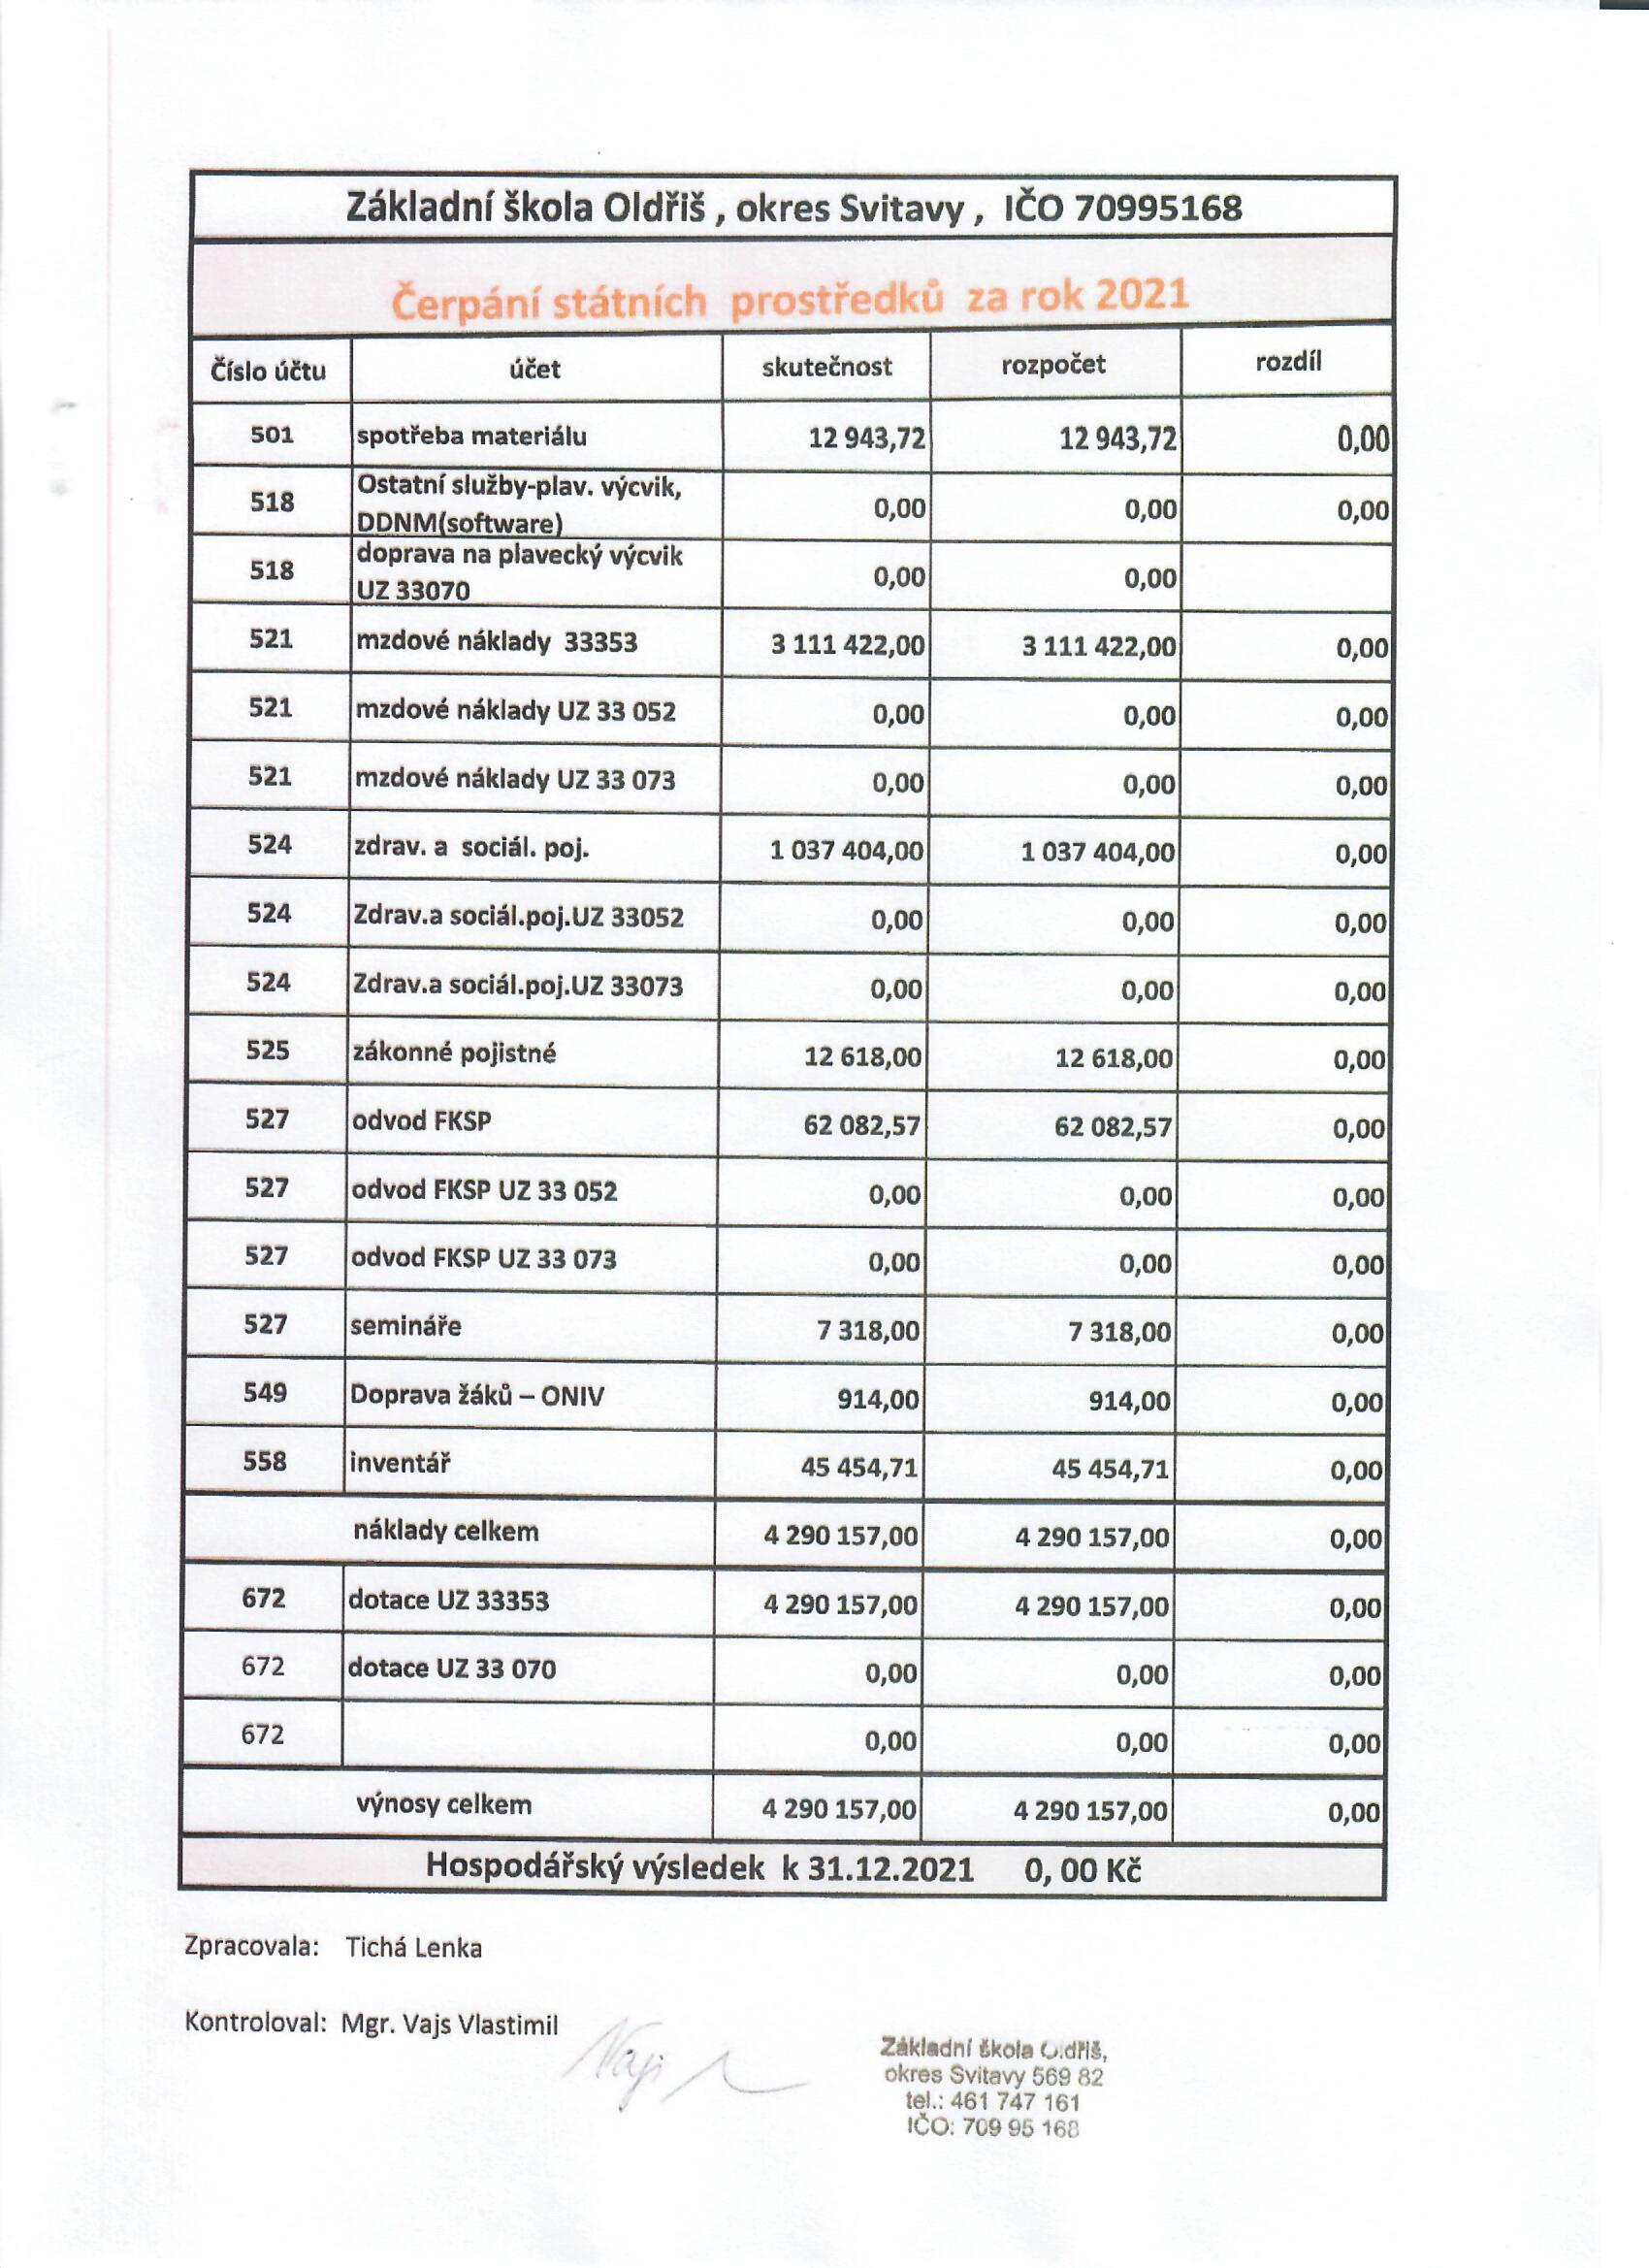 Základní škola Oldřiš , okres Svitavy , IČO 70995168
Čerpání státních prostředků za rok 2021
Číslo účtu účet skutečnost rozpočet rozdíl
501 spotřeba materiálu 12 943,72 12 943,72 0,00
518 Ostatní služby-plav. výcvik,
DDNM(software) 0,00 0,00 0,00
518 doprava na plavecký výcvik
UZ 33070 0,00 0,00
521 mzdové náklady 33353 3 111 422,00 3 111 422,00 0,00
521 mzdové náklady UZ 33 052 0,00 0,00 0,00
521 mzdové náklady UZ 33 073 0,00 0,00 0,00
524 zdrav. a sociál. poj. 1 037 404,00 1 037 404,00 0,00
524 Zdrav.a sociál.poj.UZ 33052 0,00 0,00 0,00
524 Zdrav.a sociál.poj.UZ 33073 0,00 0,00 0,00
525 zákonné pojistné 12 618,00 12 618,00 0,00
527 odvod FKSP 62 082,57 62 082,57 0,00
527 odvod FKSP UZ 33 052 0,00 0,00 0,00
527 odvod FKSP UZ 33 073 0,00 0,00 0,00
527 semináře 7 318,00 7 318,00 0,00
549 Doprava žáků – ONIV 914,00 914,00 0,00
558 inventář 45 454,71 45 454,71 0,00
náklady celkem 4 290 157,00 4 290 157,00 0,00
672 dotace UZ 33353 4 290 157,00 4 290 157,00 0,00
672 dotace UZ 33 070 0,00 0,00 0,00
672 0,00 0,00 0,00
výnosy celkem 4 290 157,00 4 290 157,00 0,00
Hospodářský výsledek k 31.12.2021 0, 00 Kč
Zpracovala: Tichá Lenka
Kontroloval: Mgr. Vajs Vlastimil
Základní škola Oldřiš,
okres Svitavy 569 82
tel.: 461 747 161
IČO: 709 95 168